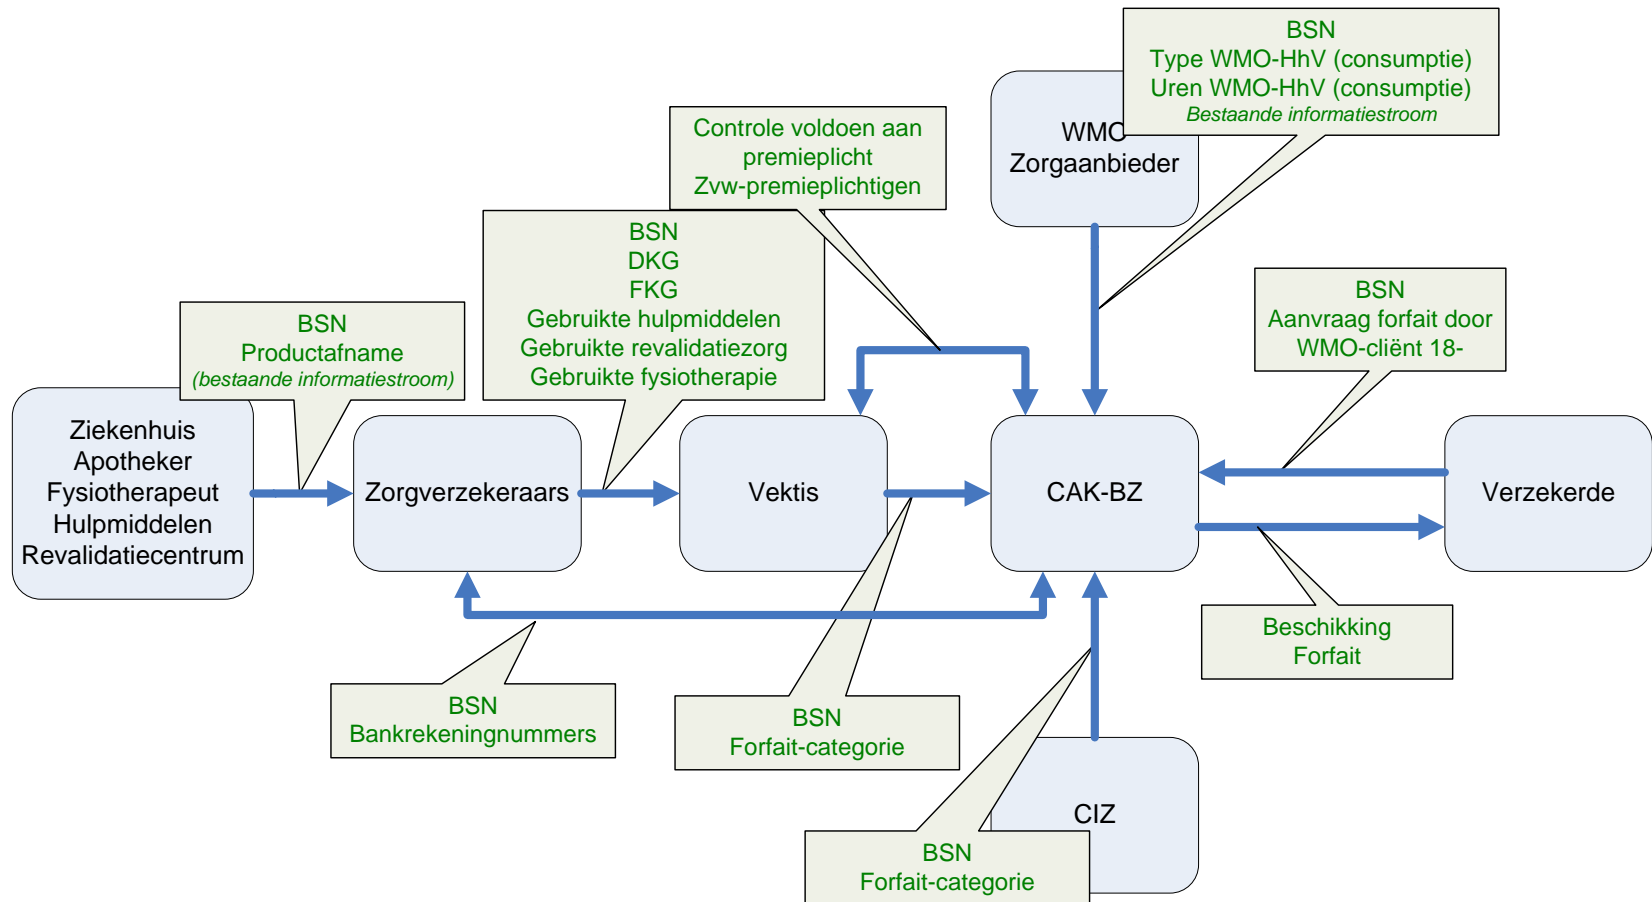 BSN
Type WMO-HhV (consumptie)
Uren WMO-HhV (consumptie)
Bestaande informatiestroom
WMO
Zorgaanbieder
Controle voldoen aan
premieplicht
Zvw-premieplichtigen
BSN
DKG
FKG
Gebruikte hulpmiddelen
Gebruikte revalidatiezorg
Gebruikte fysiotherapie
BSN
Productafname
(bestaande informatiestroom)
BSN
Aanvraag forfait door
WMO-cliënt 18-
Ziekenhuis
Apotheker
Fysiotherapeut
Hulpmiddelen
Revalidatiecentrum
Zorgverzekeraars
Vektis
CAK-BZ
Verzekerde
Beschikking
Forfait
BSN
Bankrekeningnummers
BSN
Forfait-categorie
CIZ
BSN
Forfait-categorie